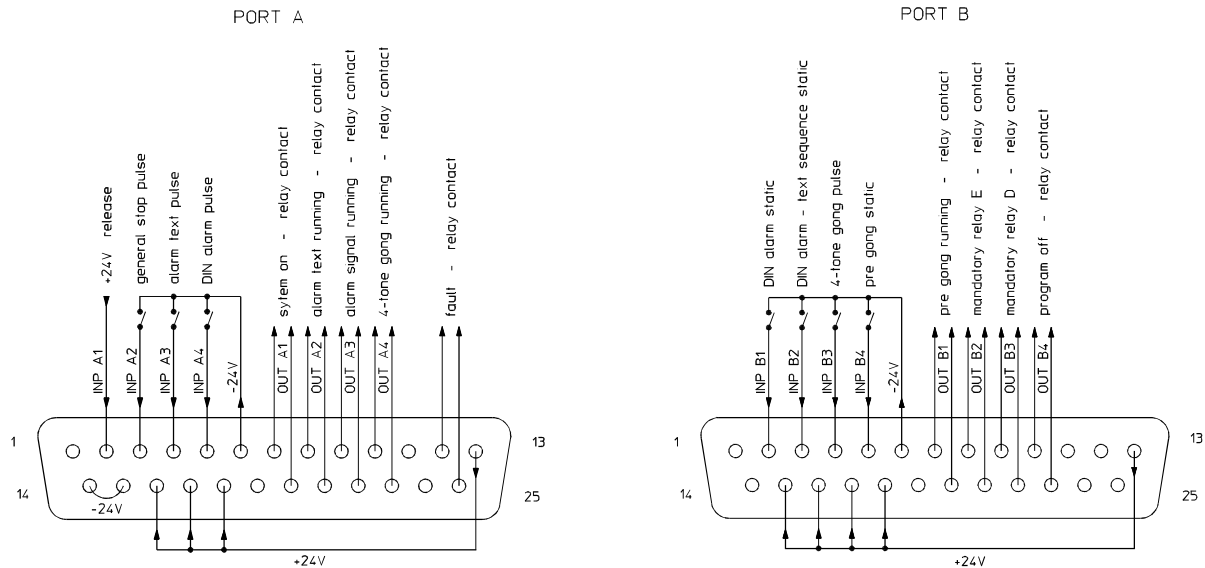 PORT A
+24V release
general stop pulse
alarm text pulse
DIN alarm pulse
sytem on - relay contact
alarm text running - relay contact
alarm signal running - relay contact
4-tone gong running - relay contact
fault - relay contact
INP A1
INP A2
INP A3
INP A4
-24V
OUT A1
OUT A2
OUT A3
OUT A4
1
13
14
25
-24V
+24V
PORT B
DIN alarm static
DIN alarm - text sequence static
4-tone gong pulse
pre gong static
pre gong running - relay contact
mandatory relay E - relay contact
mandatory relay D - relay contact
program off - relay contact
INP B1
INP B2
INP B3
INP B4
-24V
OUT B1
OUT B2
OUT B3
OUT B4
1
13
14
25
+24V